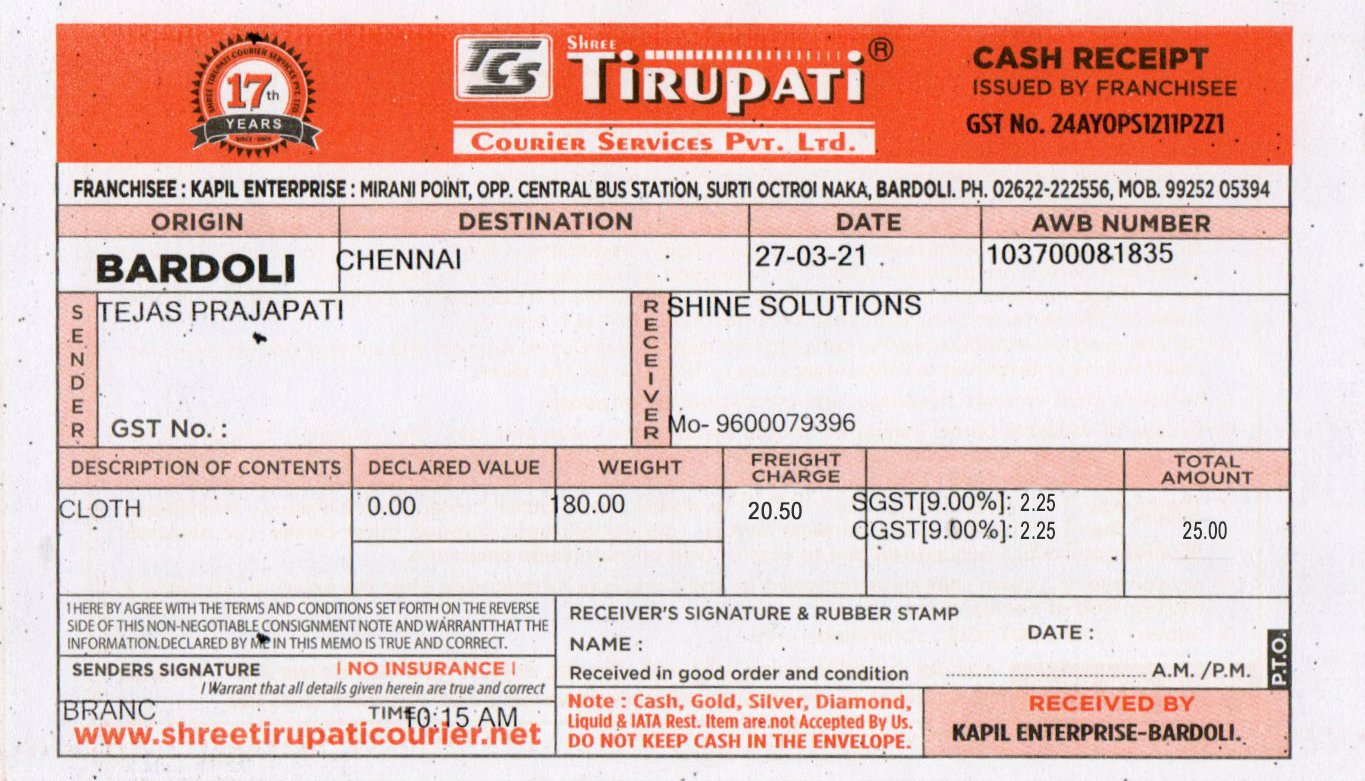 SHREE TIRUPATI COURIER SERVICES PVT. LTD.
17th
YEARS
SINCE - 2003
TCS
SHREE
TIRUPATI®
COURIER SERVICES PVT. LTD.
CASH RECEIPT
ISSUED BY FRANCHISEE
GST No. 24AYOPS1211P2Z1
FRANCHISEE : KAPIL ENTERPRISE : MIRANI POINT, OPP. CENTRAL BUS STATION, SURTI OCTROI NAKA, BARDOLI. PH. 02622-222556, MOB. 99252 05394
ORIGIN DESTINATION DATE AWB NUMBER
BARDOLI CHENNAI 27-03-21 103700081835
SENDER TEJAS PRAJAPATI RECEIVER SHINE SOLUTIONS
GST No. : Mo- 9600079396
DESCRIPTION OF CONTENTS DECLARED VALUE WEIGHT FREIGHT CHARGE TOTAL AMOUNT
CLOTH 0.00 180.00 20.50 SGST[9.00%]: 2.25
CGST[9.00%]: 2.25 25.00
I HERE BY AGREE WITH THE TERMS AND CONDITIONS SET FORTH ON THE REVERSE
SIDE OF THIS NON-NEGOTIABLE CONSIGNMENT NOTE AND WARRANTTHAT THE
INFORMATION.DECLARED BY ME IN THIS MEMO IS TRUE AND CORRECT.
SENDERS SIGNATURE | NO INSURANCE |
I Warrant that all details given herein are true and correct
BRANC TIME 10:15 AM
www.shreetirupaticourier.net
RECEIVER'S SIGNATURE & RUBBER STAMP
NAME : DATE :
Received in good order and condition ........................................ A.M. /P.M.
P.T.O.
Note : Cash, Gold, Silver, Diamond,
Liquid & IATA Rest. Item are not Accepted By Us.
DO NOT KEEP CASH IN THE ENVELOPE.
RECEIVED BY
KAPIL ENTERPRISE-BARDOLI.